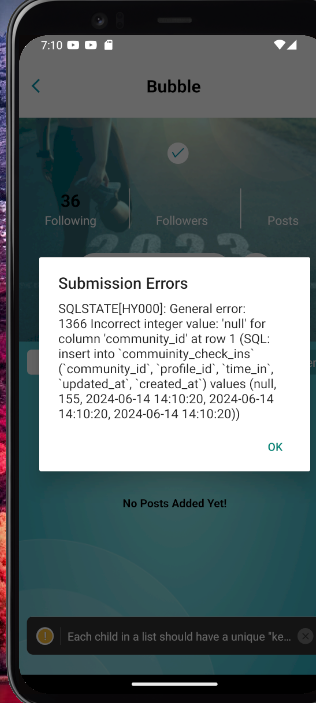 7:10
Bubble
36
Following
Followers
Posts
2023
Submission Errors
SQLSTATE[HY000]: General error:
1366 Incorrect integer value: 'null' for
column 'community_id' at row 1 (SQL:
insert into `commuinity_check_ins`
(`community_id`, `profile_id`, `time_in`,
`updated_at`, `created_at`) values (null,
155, 2024-06-14 14:10:20, 2024-06-14
14:10:20, 2024-06-14 14:10:20))
OK
No Posts Added Yet!
Each child in a list should have a unique "ke...